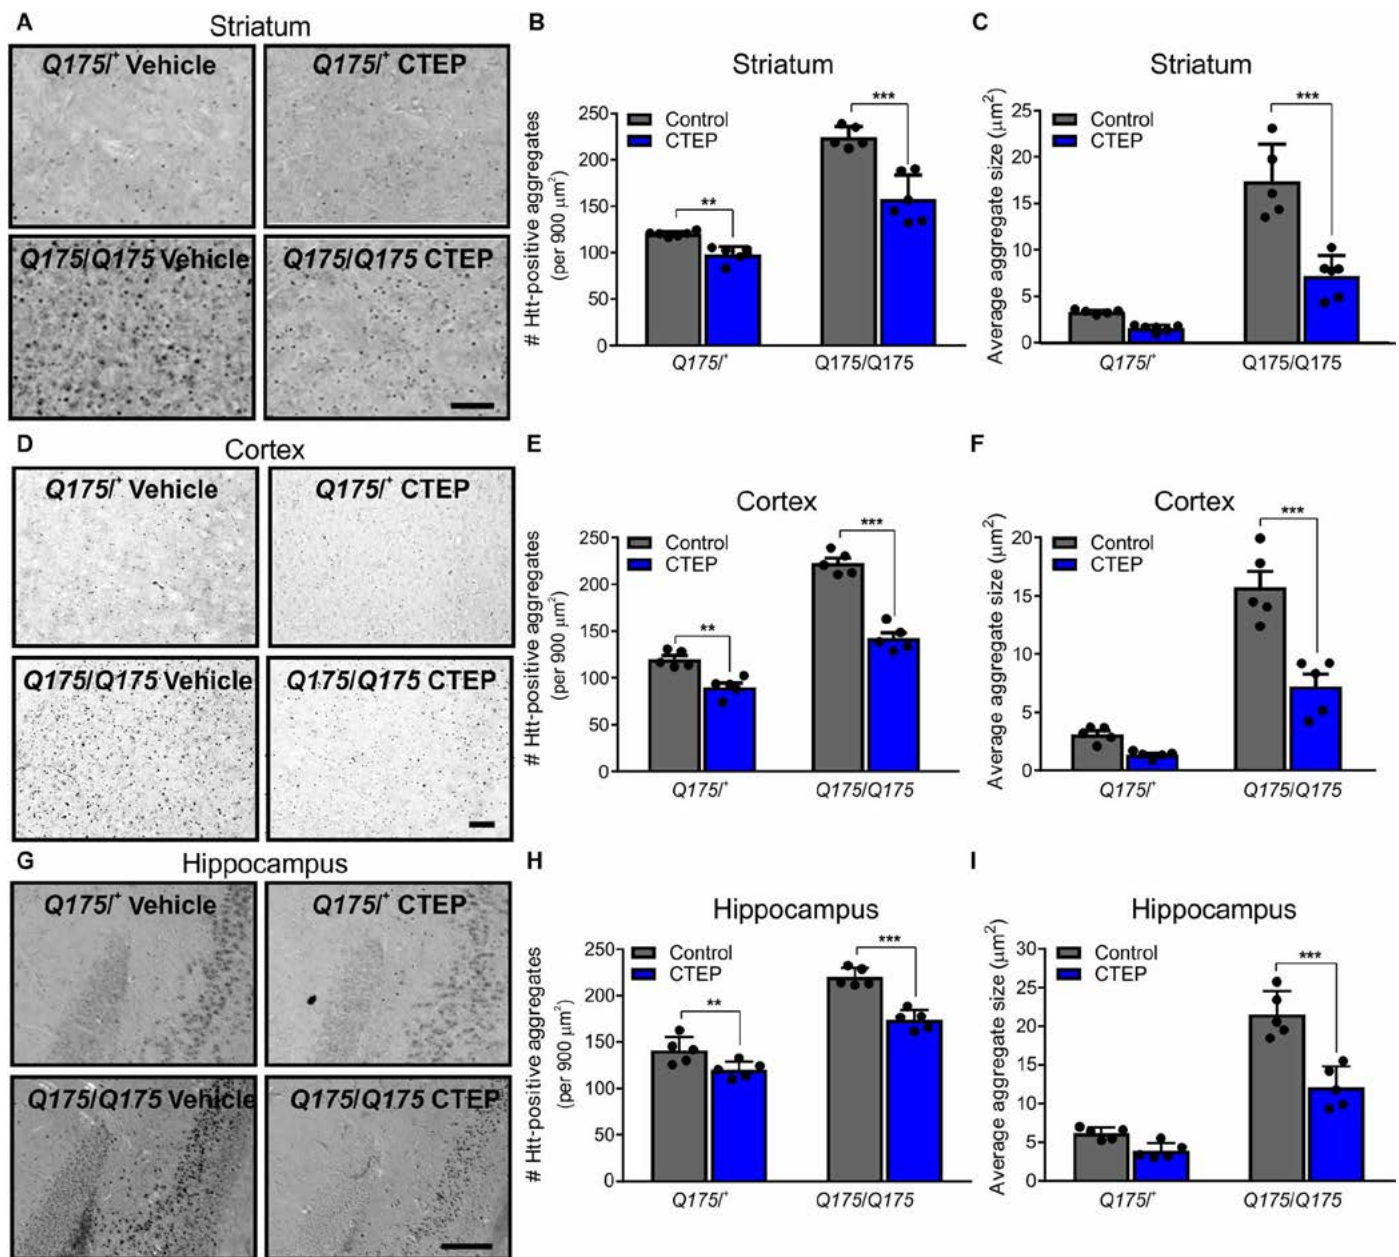 A
Striatum
Q175/⁺ Vehicle
Q175/⁺ CTEP
Q175/Q175 Vehicle
Q175/Q175 CTEP
B
Striatum
# Htt-positive aggregates
(per 900 µm²)
250
200
150
100
50
0
Control
CTEP
**
***
Q175/⁺
Q175/Q175
C
Striatum
Average aggregate size (µm²)
25
20
15
10
5
0
Control
CTEP
***
Q175/⁺
Q175/Q175
D
Cortex
Q175/⁺ Vehicle
Q175/⁺ CTEP
Q175/Q175 Vehicle
Q175/Q175 CTEP
E
Cortex
# Htt-positive aggregates
(per 900 µm²)
250
200
150
100
50
0
Control
CTEP
**
***
Q175/⁺
Q175/Q175
F
Cortex
Average aggregate size (µm²)
20
15
10
5
0
Control
CTEP
***
Q175/⁺
Q175/Q175
G
Hippocampus
Q175/⁺ Vehicle
Q175/⁺ CTEP
Q175/Q175 Vehicle
Q175/Q175 CTEP
H
Hippocampus
# Htt-positive aggregates
(per 900 µm²)
250
200
150
100
50
0
Control
CTEP
**
***
Q175/⁺
Q175/Q175
I
Hippocampus
Average aggregate size (µm²)
30
25
20
15
10
5
0
Control
CTEP
***
Q175/⁺
Q175/Q175